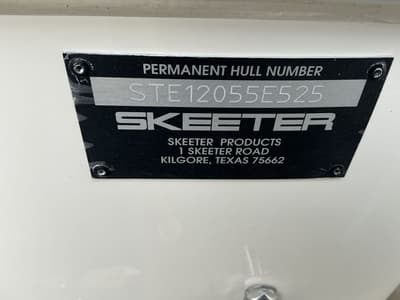 PERMANENT HULL NUMBER
STE12055E525
SKEETER
SKEETER PRODUCTS
1 SKEETER ROAD
KILGORE, TEXAS 75662